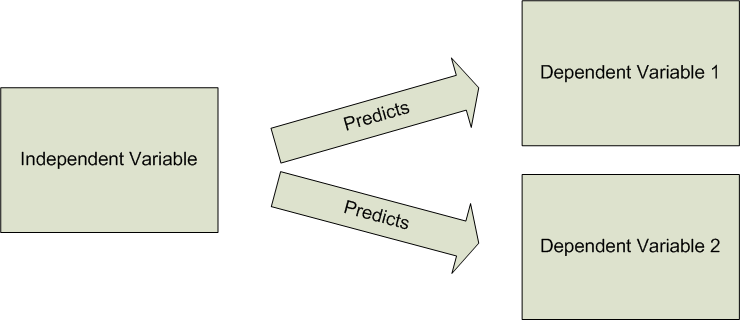 Independent Variable
Predicts
Dependent Variable 1
Predicts
Dependent Variable 2